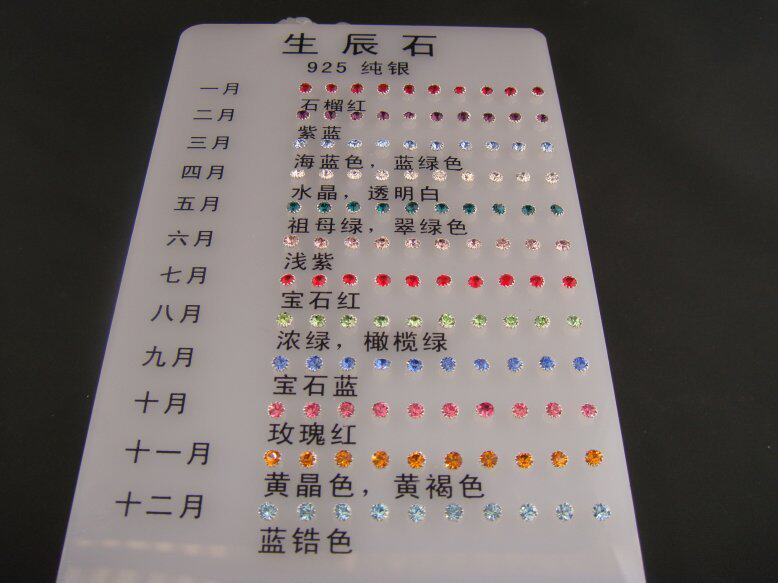 生辰石
925 纯银
一月
石榴红
二月
紫蓝
三月
海蓝色，蓝绿色
四月
水晶，透明白
五月
祖母绿，翠绿色
六月
浅紫
七月
宝石红
八月
浓绿，橄榄绿
九月
宝石蓝
十月
玫瑰红
十一月
黄晶色，黄褐色
十二月
蓝锆色